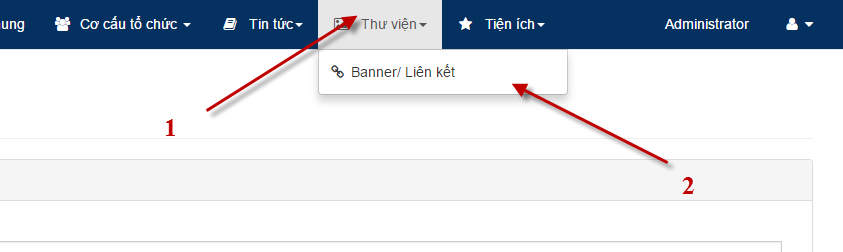 ung Cơ cấu tổ chức Tin tức Thư viện Tiện ích Administrator
Banner/ Liên kết
1
2